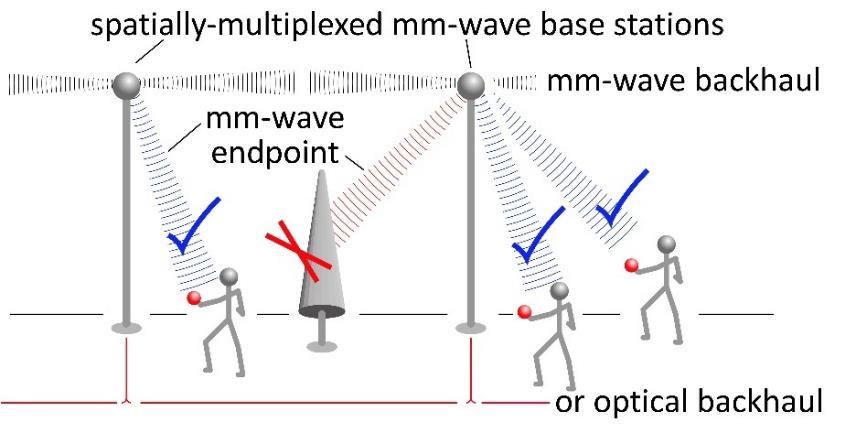 spatially-multiplexed mm-wave base stations
mm-wave backhaul
mm-wave
endpoint
or optical backhaul